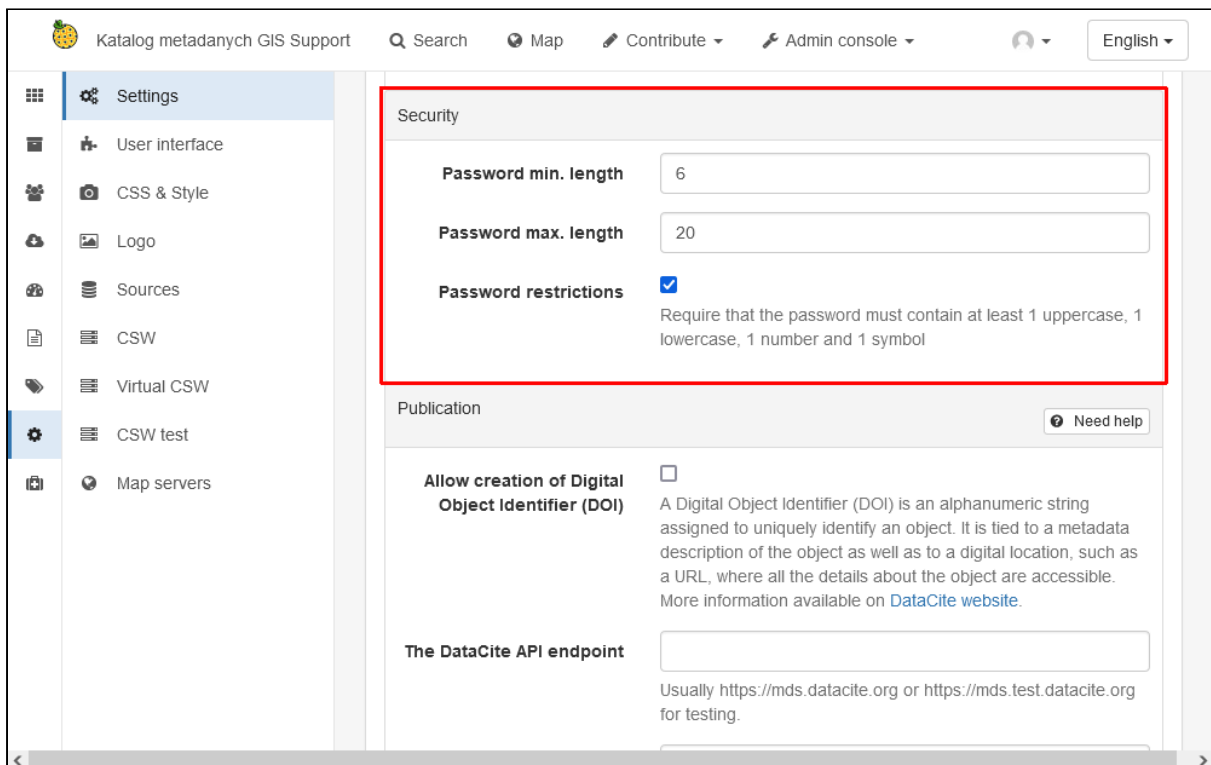 Katalog metadanych GIS Support
Search
Map
Contribute
Admin console
English
Settings
User interface
CSS & Style
Logo
Sources
CSW
Virtual CSW
CSW test
Map servers
Security
Password min. length
6
Password max. length
20
Password restrictions
Require that the password must contain at least 1 uppercase, 1
lowercase, 1 number and 1 symbol
Publication
Need help
Allow creation of Digital
Object Identifier (DOI)
A Digital Object Identifier (DOI) is an alphanumeric string
assigned to uniquely identify an object. It is tied to a metadata
description of the object as well as to a digital location, such as
a URL, where all the details about the object are accessible.
More information available on DataCite website.
The DataCite API endpoint
Usually https://mds.datacite.org or https://mds.test.datacite.org
for testing.